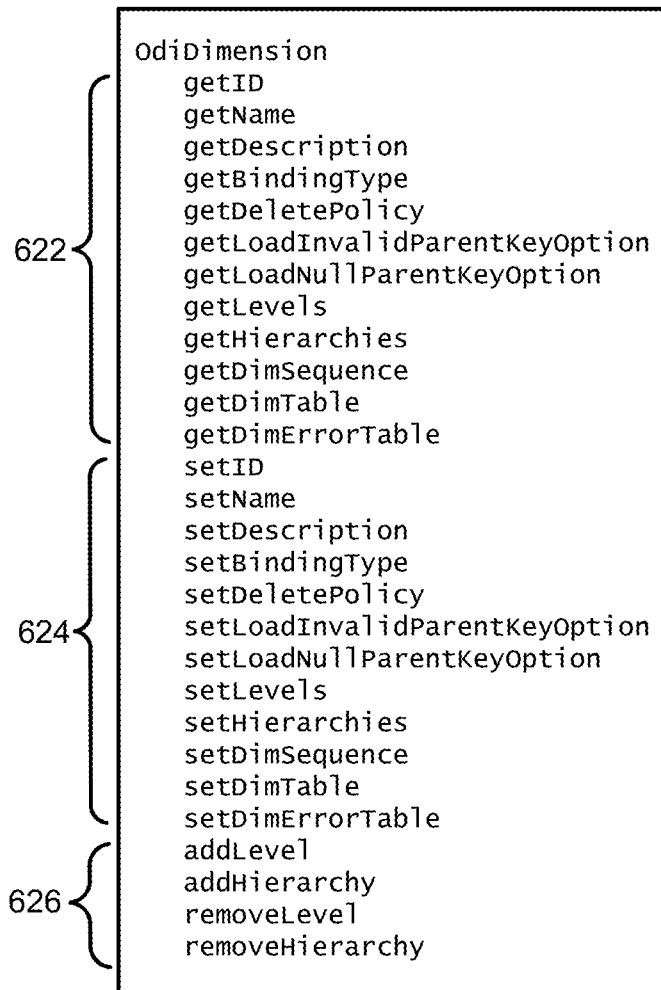 OdiDimension
getID
getName
getDescription
getBindingType
getDeletePolicy
622
getLoadInvalidParentKeyOption
getLoadNullParentKeyOption
getLevels
getHierarchies
getDimSequence
getDimTable
getDimErrorTable
setID
setName
setDescription
setBindingType
setDeletePolicy
624
setLoadInvalidParentKeyOption
setLoadNullParentKeyOption
setLevels
setHierarchies
setDimSequence
setDimTable
setDimErrorTable
addLevel
addHierarchy
626
removeLevel
removeHierarchy